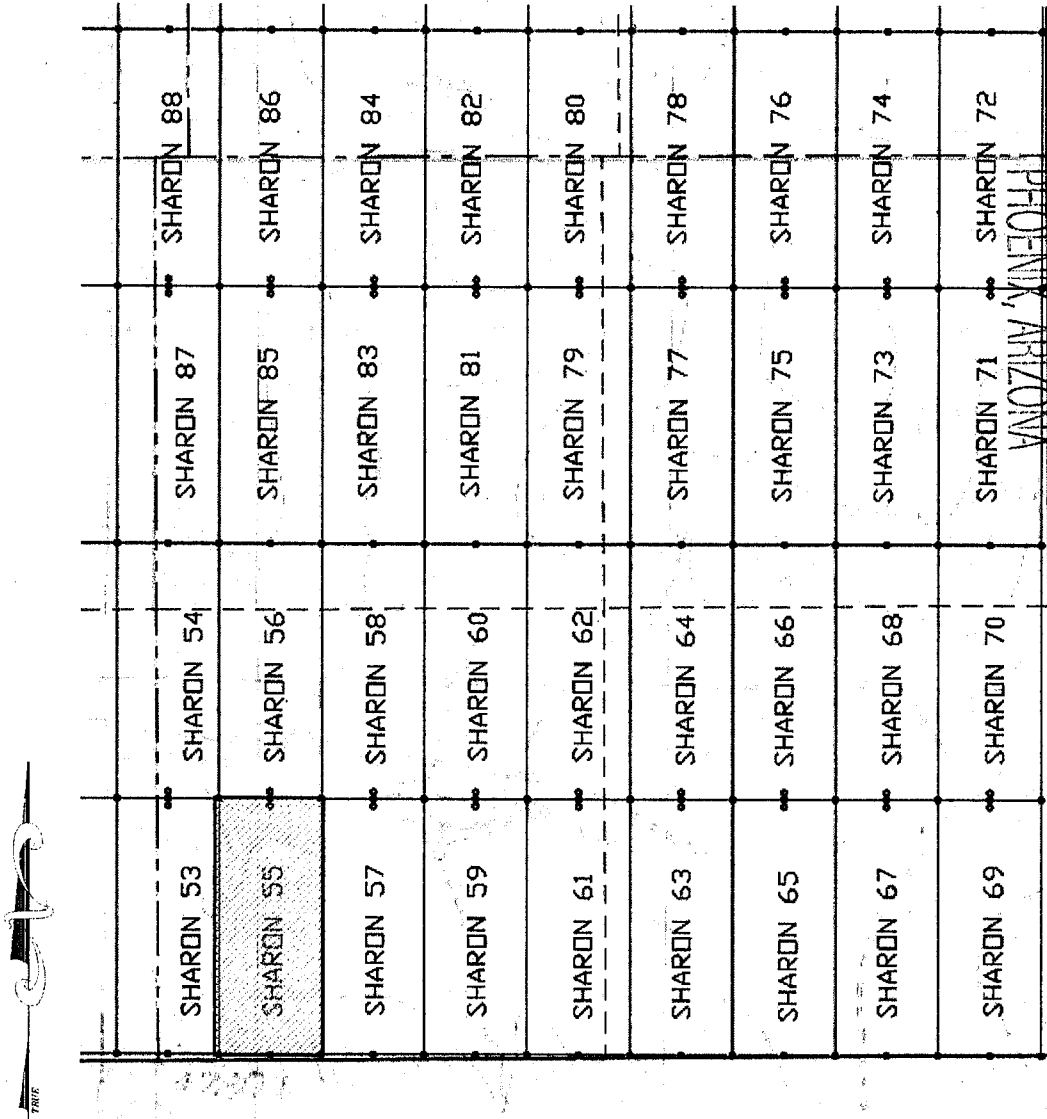 SHARON 88
SHARON 86
SHARON 84
SHARON 82
SHARON 80
SHARON 78
SHARON 76
SHARON 74
SHARON 72
SHARON 87
SHARON 85
SHARON 83
SHARON 81
SHARON 79
SHARON 77
SHARON 75
SHARON 73
SHARON 71
PHOENIX, ARIZONA
SHARON 54
SHARON 56
SHARON 58
SHARON 60
SHARON 62
SHARON 64
SHARON 66
SHARON 68
SHARON 70
SHARON 53
SHARON 55
SHARON 57
SHARON 59
SHARON 61
SHARON 63
SHARON 65
SHARON 67
SHARON 69
TRUE